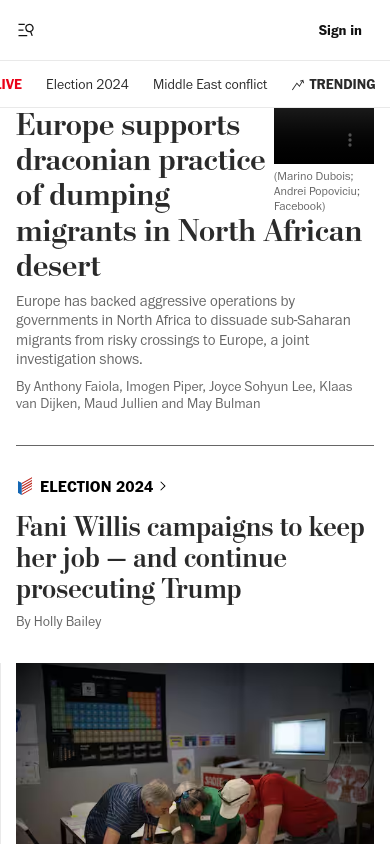 Sign in
LIVE
Election 2024
Middle East conflict
TRENDING
Europe supports
draconian practice
of dumping
migrants in North African
desert
(Marino Dubois;
Andrei Popoviciu;
Facebook)
Europe has backed aggressive operations by
governments in North Africa to dissuade sub-Saharan
migrants from risky crossings to Europe, a joint
investigation shows.
By Anthony Faiola, Imogen Piper, Joyce Sohyun Lee, Klaas
van Dijken, Maud Jullien and May Bulman
ELECTION 2024
Fani Willis campaigns to keep
her job — and continue
prosecuting Trump
By Holly Bailey